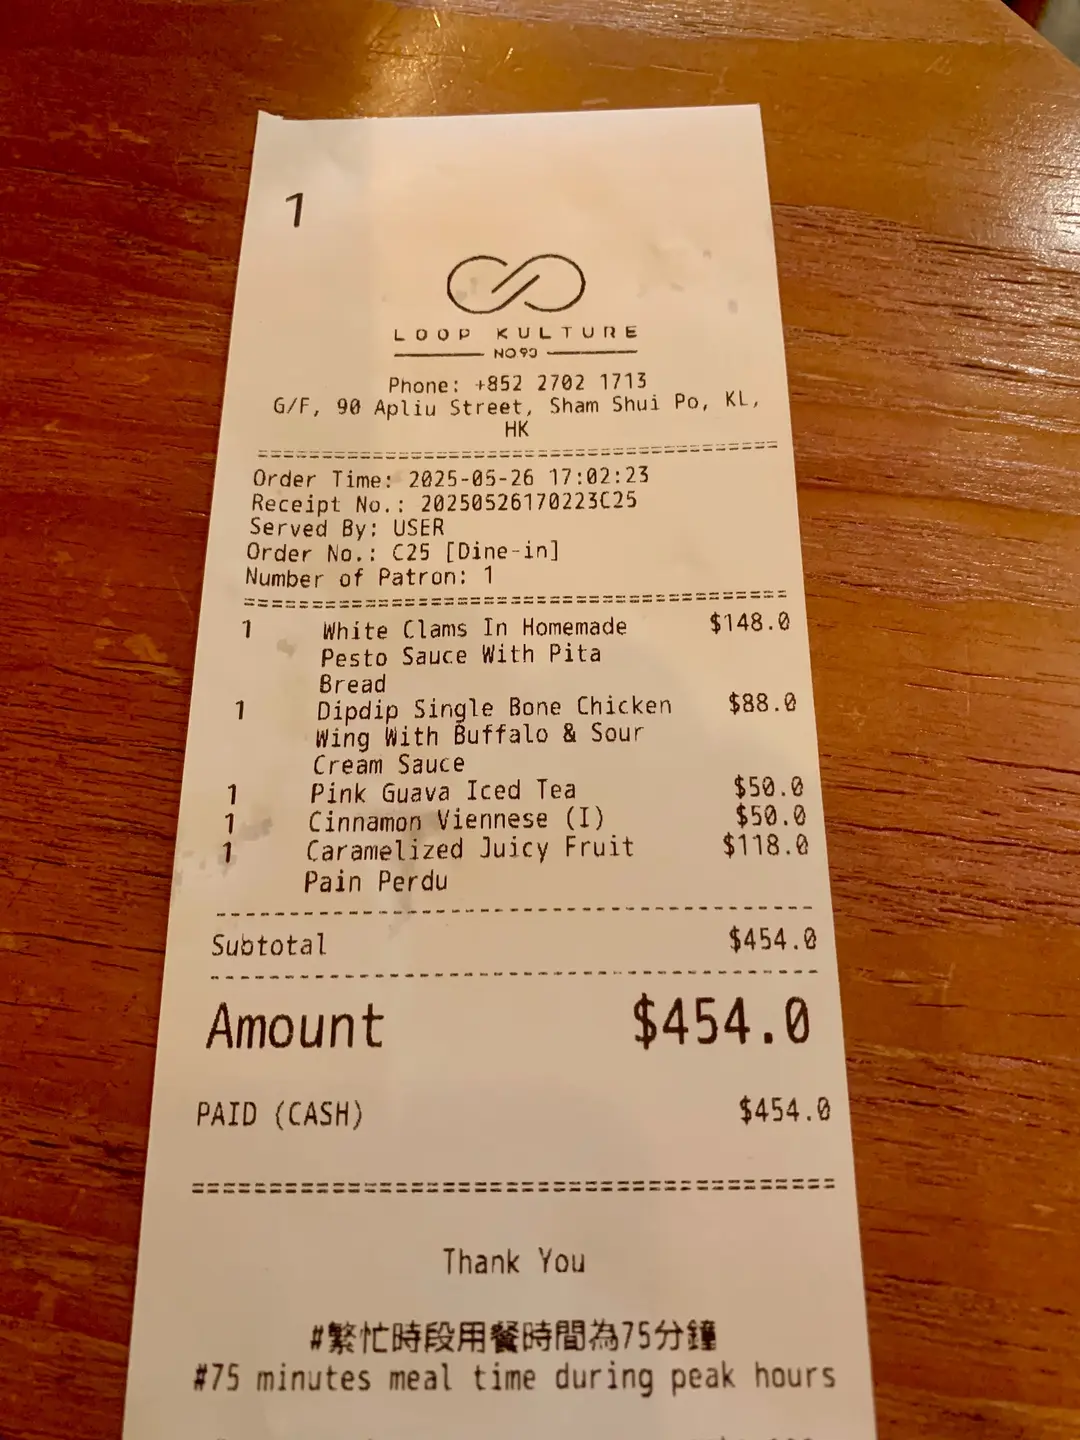 1
LOOP KULTURE
NO90
Phone: +852 2702 1713
G/F, 90 Apliu Street, Sham Shui Po, KL,
HK
Order Time: 2025-05-26 17:02:23
Receipt No.: 20250526170223C25
Served By: USER
Order No.: C25 [Dine-in]
Number of Patron: 1
1 White Clams In Homemade $148.0
Pesto Sauce With Pita
Bread
1 Dipdip Single Bone Chicken $88.0
Wing With Buffalo & Sour
Cream Sauce
1 Pink Guava Iced Tea $50.0
1 Cinnamon Viennese (I) $50.0
1 Caramelized Juicy Fruit $118.0
Pain Perdu
Subtotal $454.0
Amount $454.0
PAID (CASH) $454.0
Thank You
#繁忙時段用餐時間為75分鐘
#75 minutes meal time during peak hours